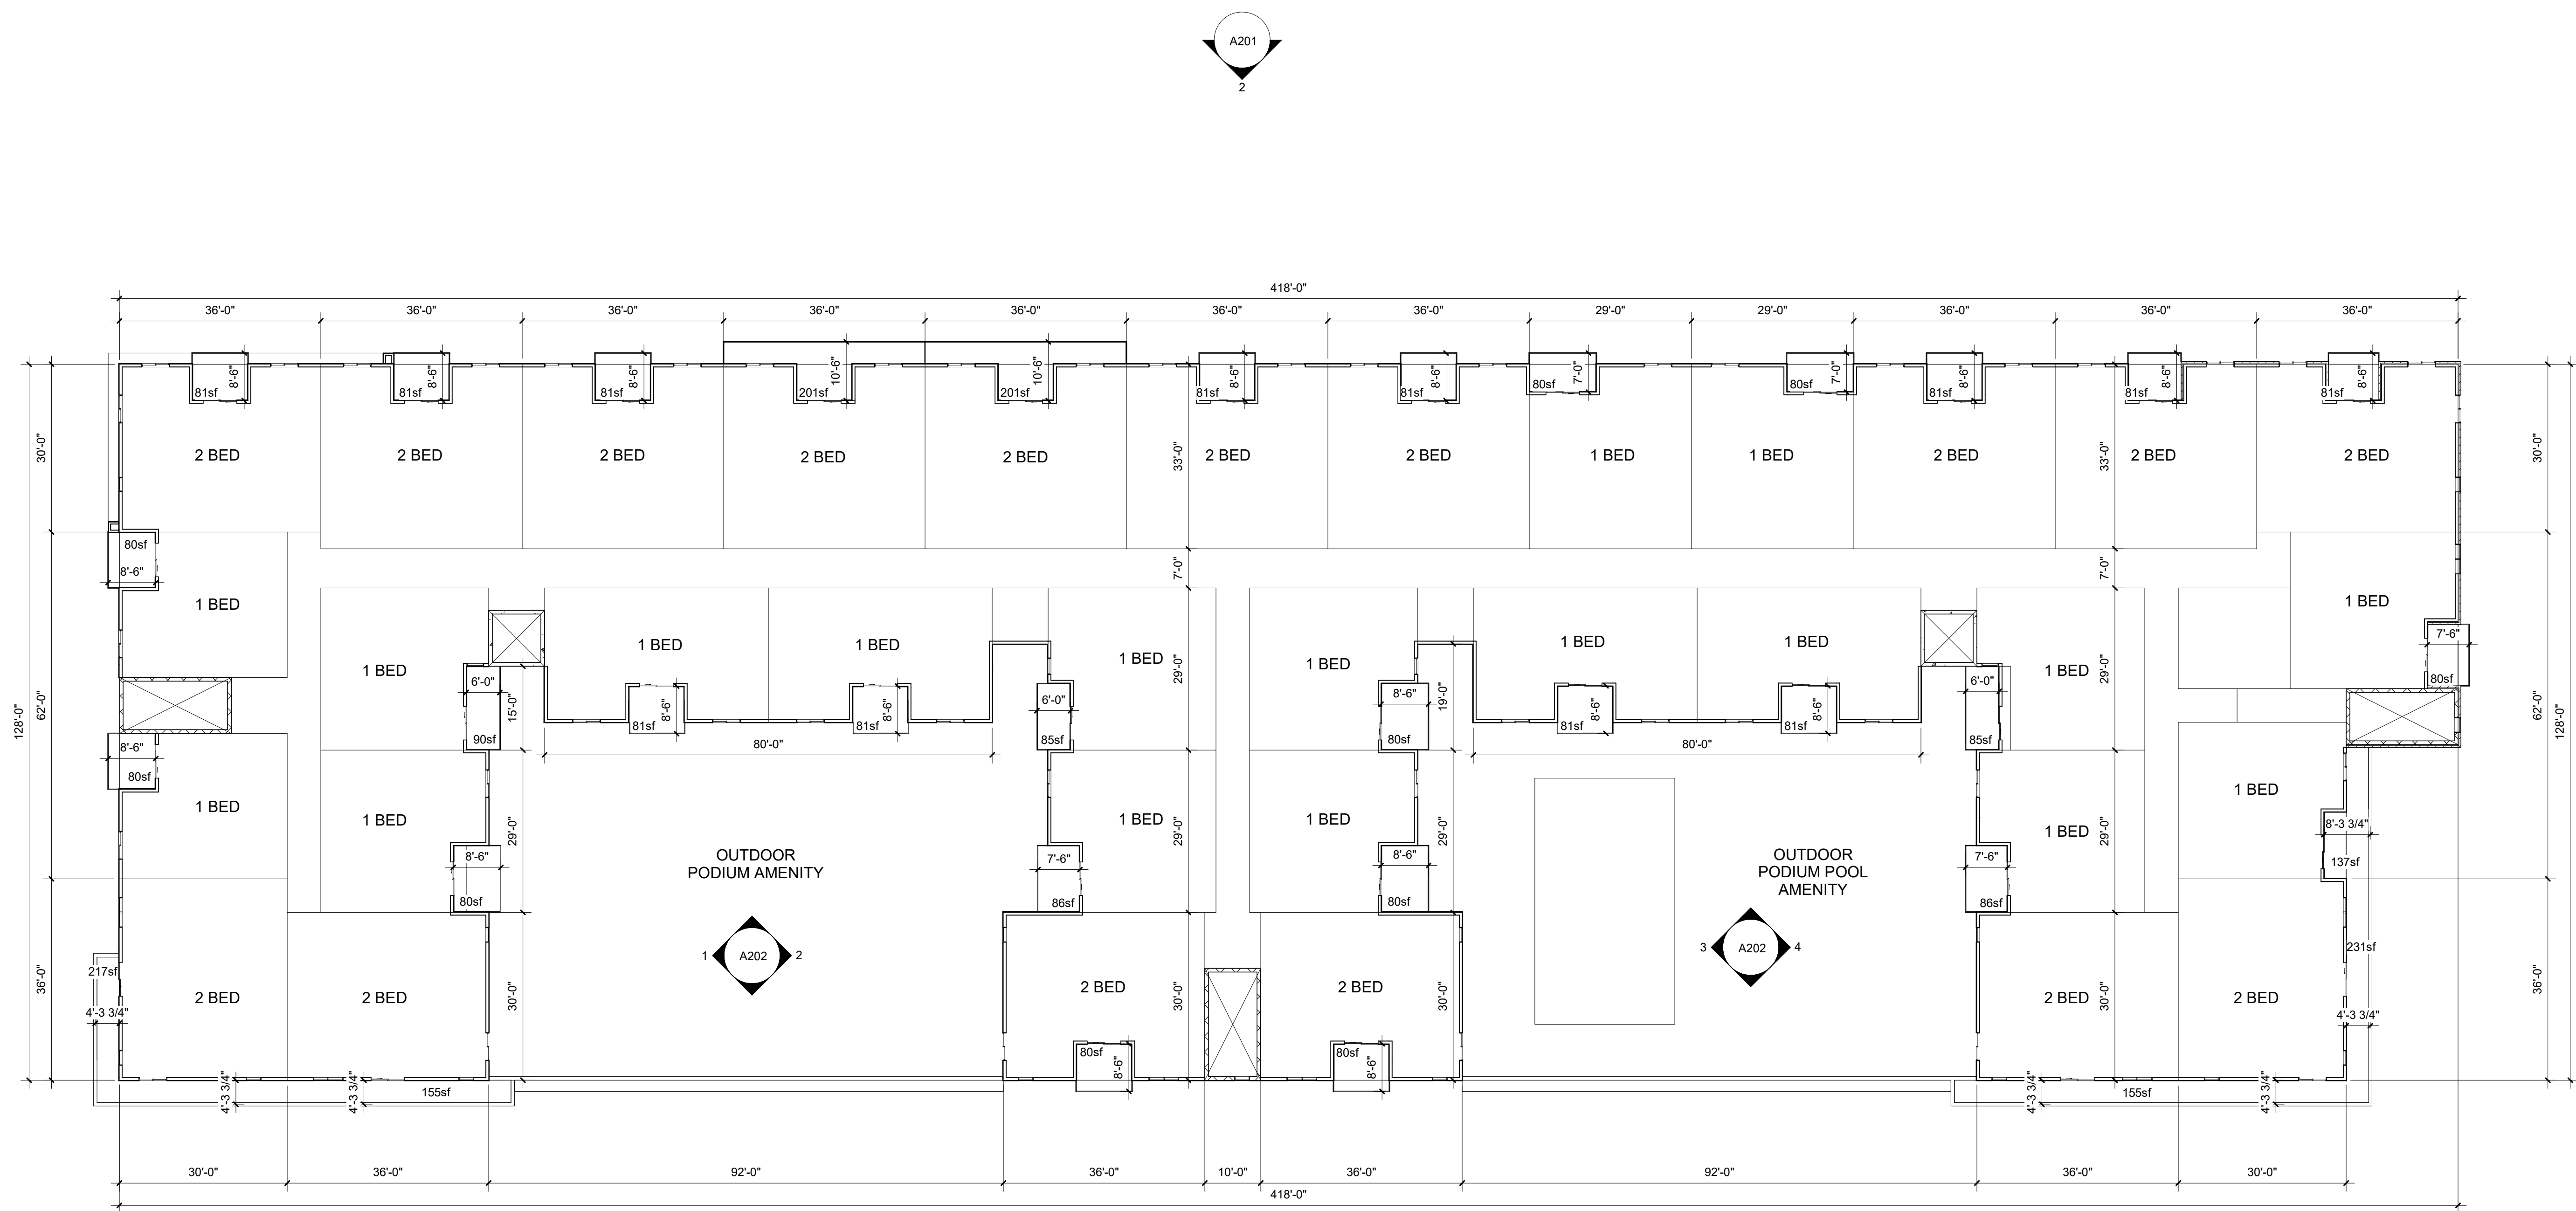 A201
2
418'-0"
36'-0" 36'-0" 36'-0" 36'-0" 36'-0" 36'-0" 36'-0" 29'-0" 29'-0" 36'-0" 36'-0" 36'-0"
8'-6" 8'-6" 8'-6" 10'-6" 10'-6" 8'-6" 8'-6" 7'-0" 7'-0" 8'-6" 8'-6" 8'-6"
81sf 81sf 81sf 201sf 201sf 81sf 81sf 80sf 80sf 81sf 81sf 81sf
30'-0" 2 BED 2 BED 2 BED 2 BED 2 BED 33'-0" 2 BED 2 BED 1 BED 1 BED 2 BED 33'-0" 2 BED 2 BED 30'-0"
80sf
8'-6" 7'-0" 7'-0"
1 BED 1 BED
1 BED 1 BED 1 BED 1 BED 1 BED 1 BED 1 BED 1 BED
7'-6"
29'-0" 29'-0"
6'-0" 6'-0" 8'-6" 6'-0"
80sf
128'-0" 62'-0" 15'-0" 8'-6" 8'-6" 19'-0" 8'-6" 8'-6" 62'-0" 128'-0"
81sf 81sf 81sf 81sf
90sf 85sf 80sf 85sf
8'-6" 80'-0" 80'-0"
80sf
1 BED 1 BED
1 BED 29'-0" 1 BED 29'-0" 1 BED 29'-0" 1 BED 29'-0"
8'-3 3/4"
8'-6" 7'-6" 8'-6" 7'-6"
137sf
OUTDOOR
PODIUM AMENITY
OUTDOOR
PODIUM POOL
AMENITY
80sf 86sf 80sf 86sf
1 A202 2
3 A202 4
231sf
217sf
36'-0" 2 BED 2 BED 30'-0" 2 BED 30'-0" 2 BED 30'-0" 2 BED 30'-0" 2 BED 36'-0"
4'-3 3/4" 4'-3 3/4"
80sf 8'-6" 80sf 8'-6"
4'-3 3/4" 4'-3 3/4" 155sf 4'-3 3/4" 155sf 4'-3 3/4"
30'-0" 36'-0" 92'-0" 36'-0" 10'-0" 36'-0" 92'-0" 36'-0" 30'-0"
418'-0"